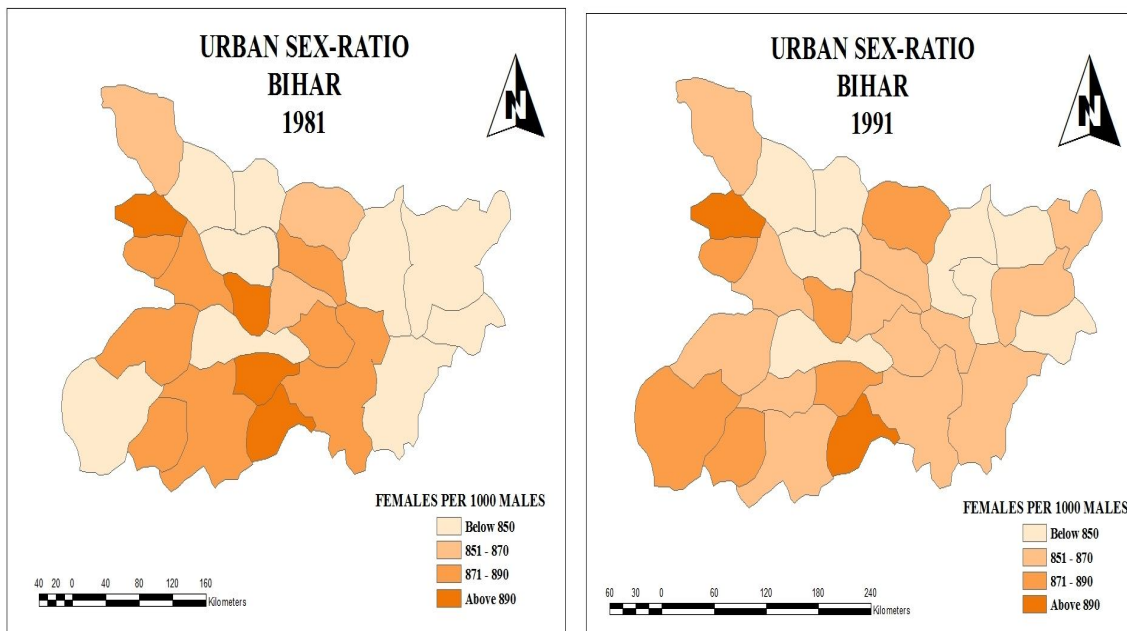 URBAN SEX-RATIO
BIHAR
1981
N
FEMALES PER 1000 MALES
Below 850
851 - 870
871 - 890
Above 890
40 20 0 40 80 120 160
Kilometers
URBAN SEX-RATIO
BIHAR
1991
N
FEMALES PER 1000 MALES
Below 850
851 - 870
871 - 890
Above 890
60 30 0 60 120 180 240
Kilometers